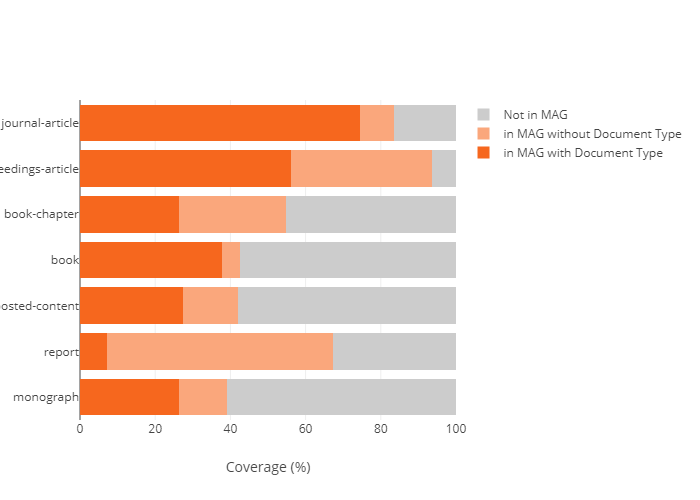 Not in MAG
in MAG without Document Type
in MAG with Document Type
journal-article
eedings-article
book-chapter
book
osted-content
report
monograph
0 20 40 60 80 100
Coverage (%)